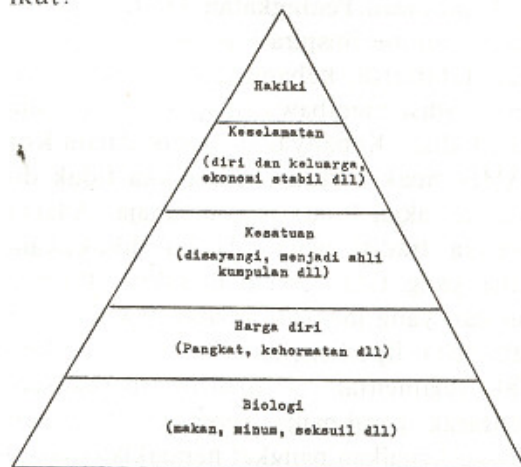 ikut:
Hakiki
Keselamatan
(diri dan keluarga,
ekonomi stabil dll)
Kesatuan
(disayangi, menjadi ahli
kumpulan dll)
Harga diri
(Pangkat, kehormatan dll)
Biologi
(makan, minum, seksuil dll)